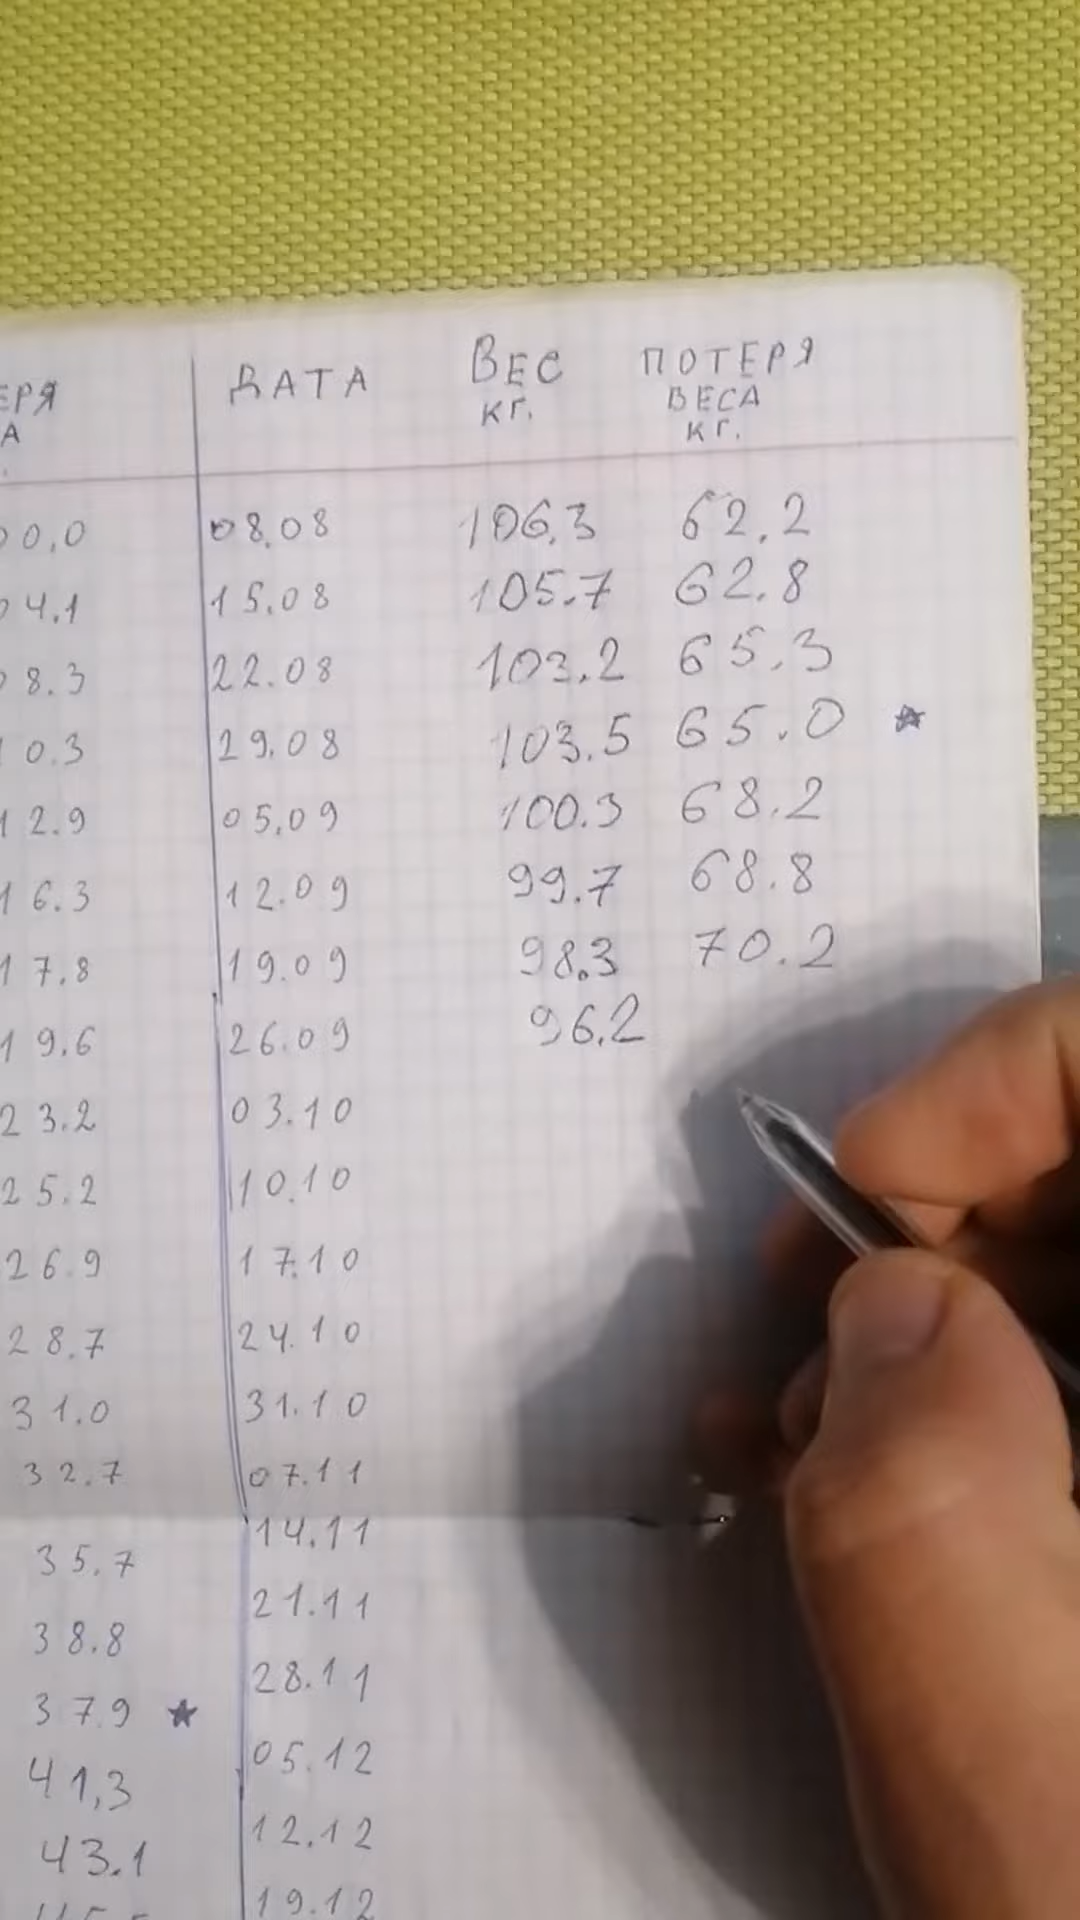 ЕРЯ ДАТА ВЕС ПОТЕРЯ
А КГ. ВЕСА
КГ.
00,0 08.08 106.3 62.2
04.1 15.08 105.7 62.8
08.3 22.08 103.2 65.3
10.3 29.08 103.5 65.0 ★
12.9 05.09 100.3 68.2
16.3 12.09 99.7 68.8
17.8 19.09 98.3 70.2
19.6 26.09 96.2
23.2 03.10
25.2 10.10
26.9 17.10
28.7 24.10
31.0 31.10
32.7 07.11
14.11
35.7
21.11
38.8
28.11
37.9 ★
05.12
41,3
12.12
43.1
19.12